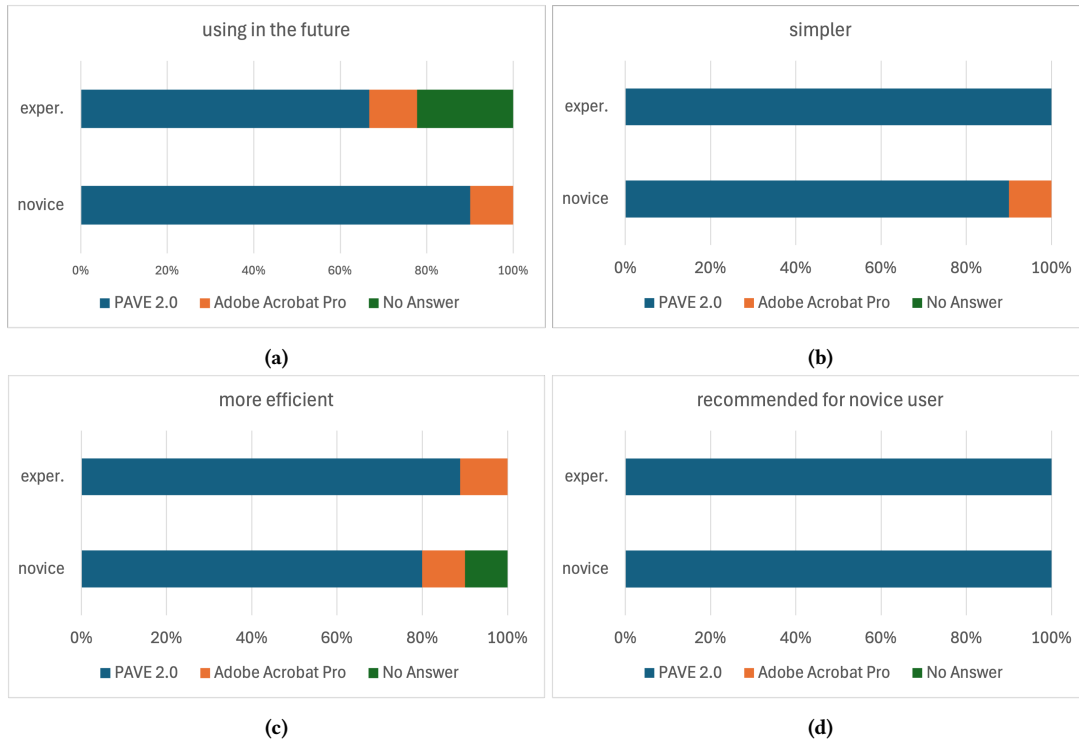 using in the future
exper.
novice
0% 20% 40% 60% 80% 100%
PAVE 2.0 Adobe Acrobat Pro No Answer
(a)
simpler
exper.
novice
0% 20% 40% 60% 80% 100%
PAVE 2.0 Adobe Acrobat Pro No Answer
(b)
more efficient
exper.
novice
0% 20% 40% 60% 80% 100%
PAVE 2.0 Adobe Acrobat Pro No Answer
(c)
recommended for novice user
exper.
novice
0% 20% 40% 60% 80% 100%
PAVE 2.0 Adobe Acrobat Pro No Answer
(d)